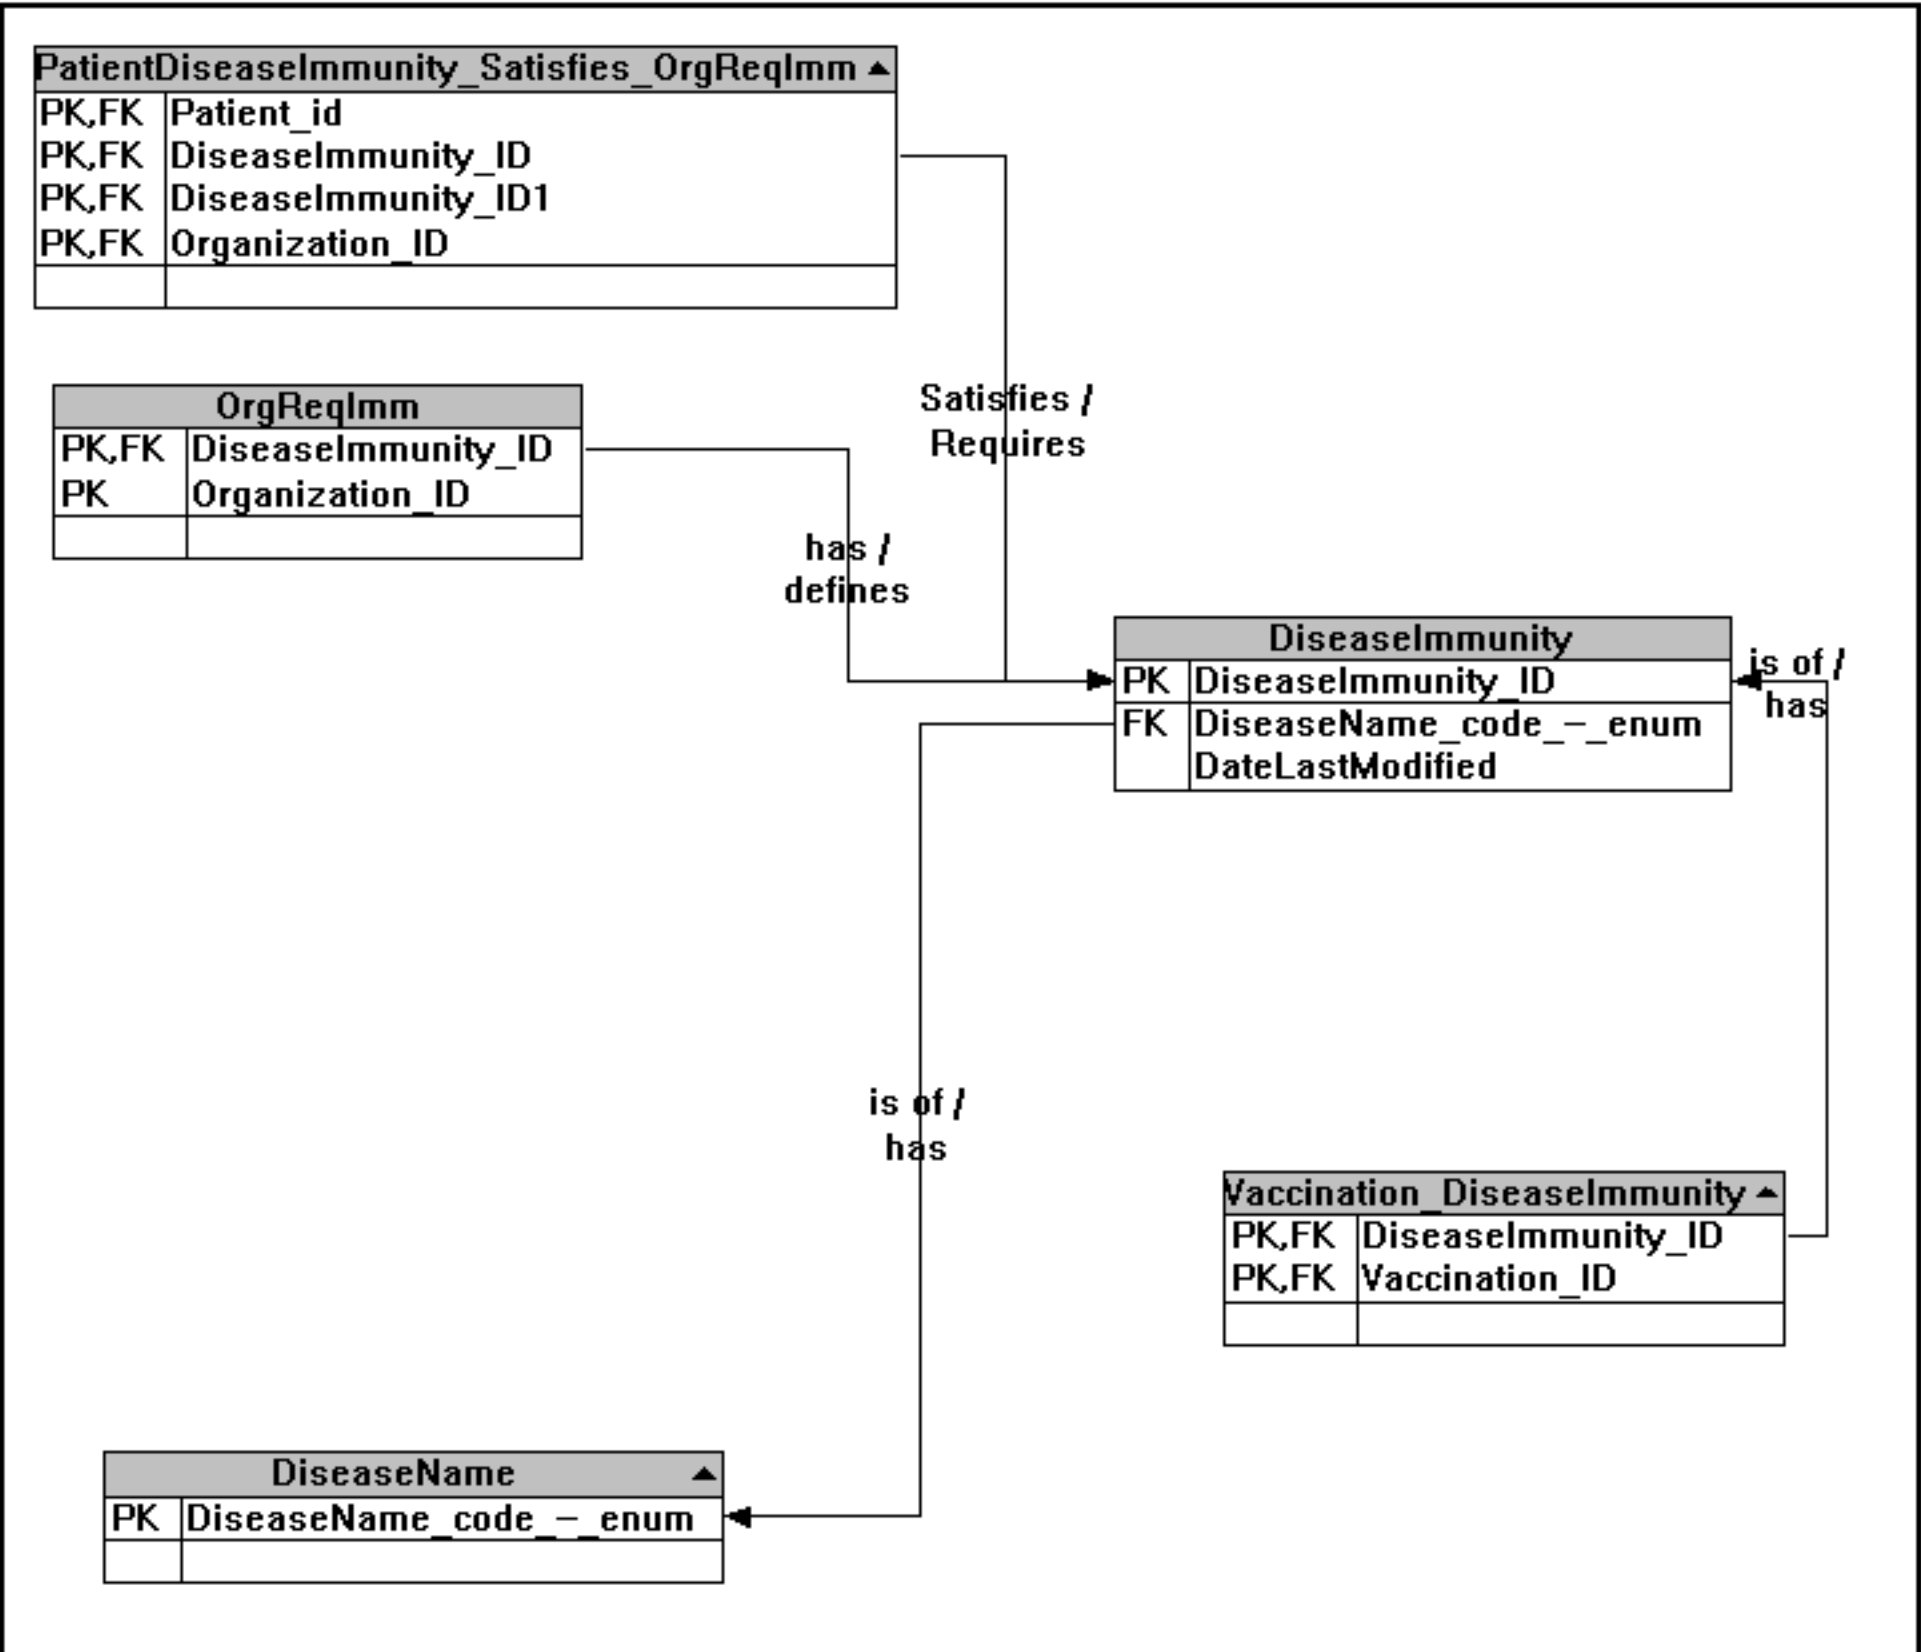 PatientDiseaseImmunity_Satisfies_OrgReqImm
PK,FK Patient_id
PK,FK DiseaseImmunity_ID
PK,FK DiseaseImmunity_ID1
PK,FK Organization_ID
OrgReqImm
PK,FK DiseaseImmunity_ID
PK Organization_ID
Satisfies /
Requires
has /
defines
DiseaseImmunity
PK DiseaseImmunity_ID
FK DiseaseName_code_-_enum
DateLastModified
is of /
has
is of /
has
Vaccination_DiseaseImmunity
PK,FK DiseaseImmunity_ID
PK,FK Vaccination_ID
DiseaseName
PK DiseaseName_code_-_enum